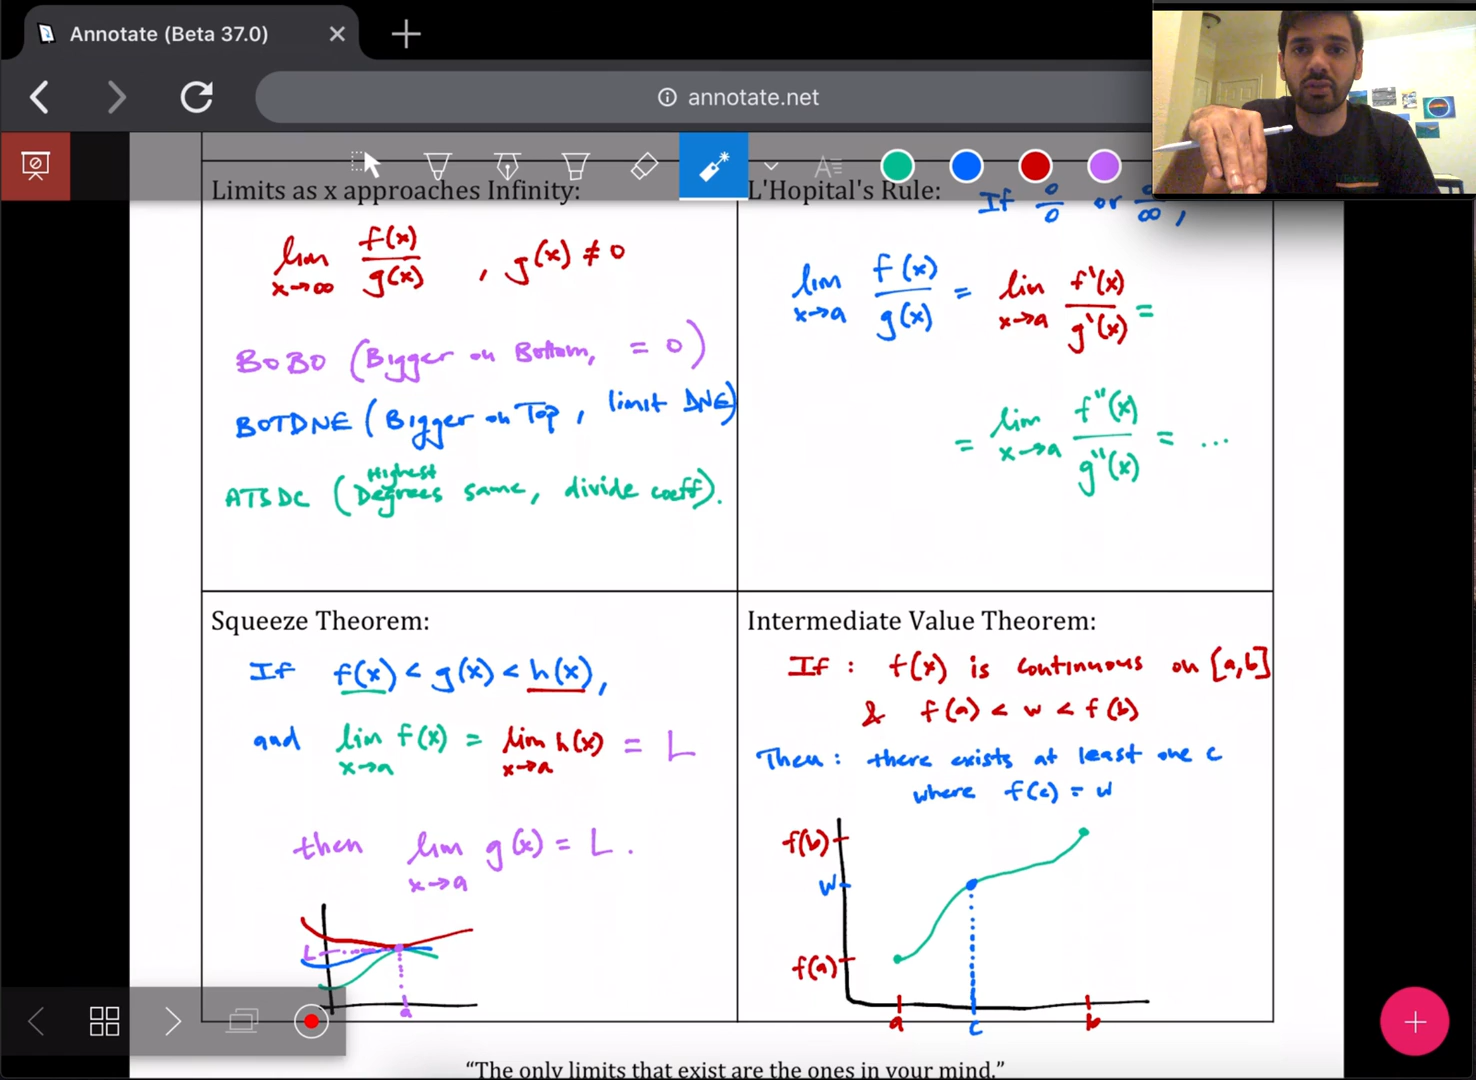 Annotate (Beta 37.0)
annotate.net
Limits as x approaches Infinity:
lim x→∞ f(x)/g(x) , g(x) ≠ 0
BOBO (Bigger on Bottom, = 0)
BOTDNE (Bigger on Top, limit DNE)
Highest
ATSDC (Degrees same, divide coeff).
L'Hopital's Rule:
If 0/0 or /∞ ,
lim x→a f(x)/g(x) = lim x→a f'(x)/g'(x) =
= lim x→a f''(x)/g''(x) = ...
Squeeze Theorem:
If f(x) < g(x) < h(x),
and lim x→a f(x) = lim x→a h(x) = L
then lim x→a g(x) = L .
L
a
Intermediate Value Theorem:
If : f(x) is continuous on [a,b]
& f(a) < w < f(b)
Then : there exists at least one c
where f(c) = w
f(b)
w
f(a)
a c b
“The only limits that exist are the ones in your mind.”